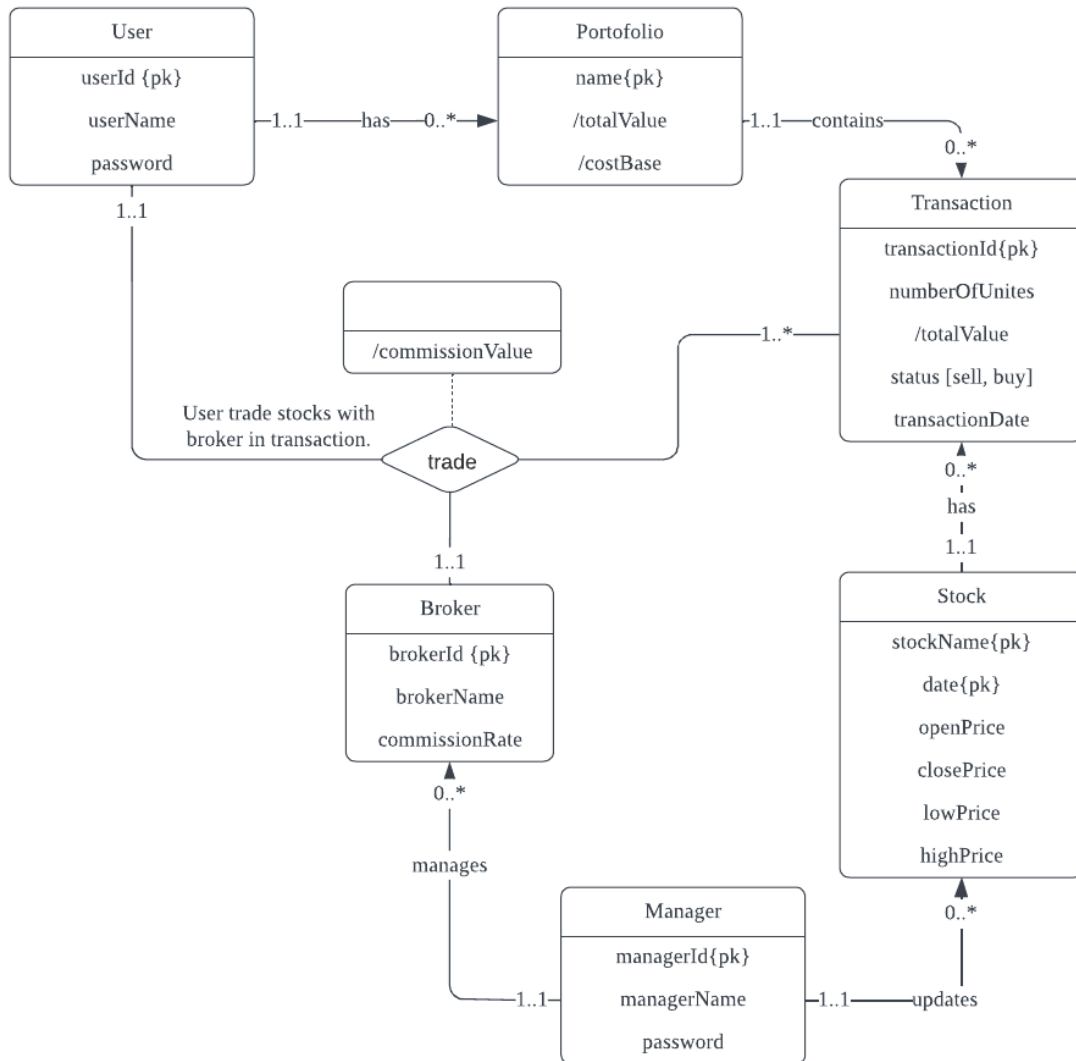 User
userId {pk}
userName
password
Portofolio
name{pk}
/totalValue
/costBase
1..1
has
0..*
1..1
contains
0..*
Transaction
transactionId{pk}
numberOfUnites
/totalValue
status [sell, buy]
transactionDate
1..1
/commissionValue
1..*
User trade stocks with
broker in transaction.
trade
0..*
has
1..1
1..1
Broker
brokerId {pk}
brokerName
commissionRate
Stock
stockName{pk}
date{pk}
openPrice
closePrice
lowPrice
highPrice
0..*
manages
1..1
Manager
managerId{pk}
managerName
password
1..1
updates
0..*